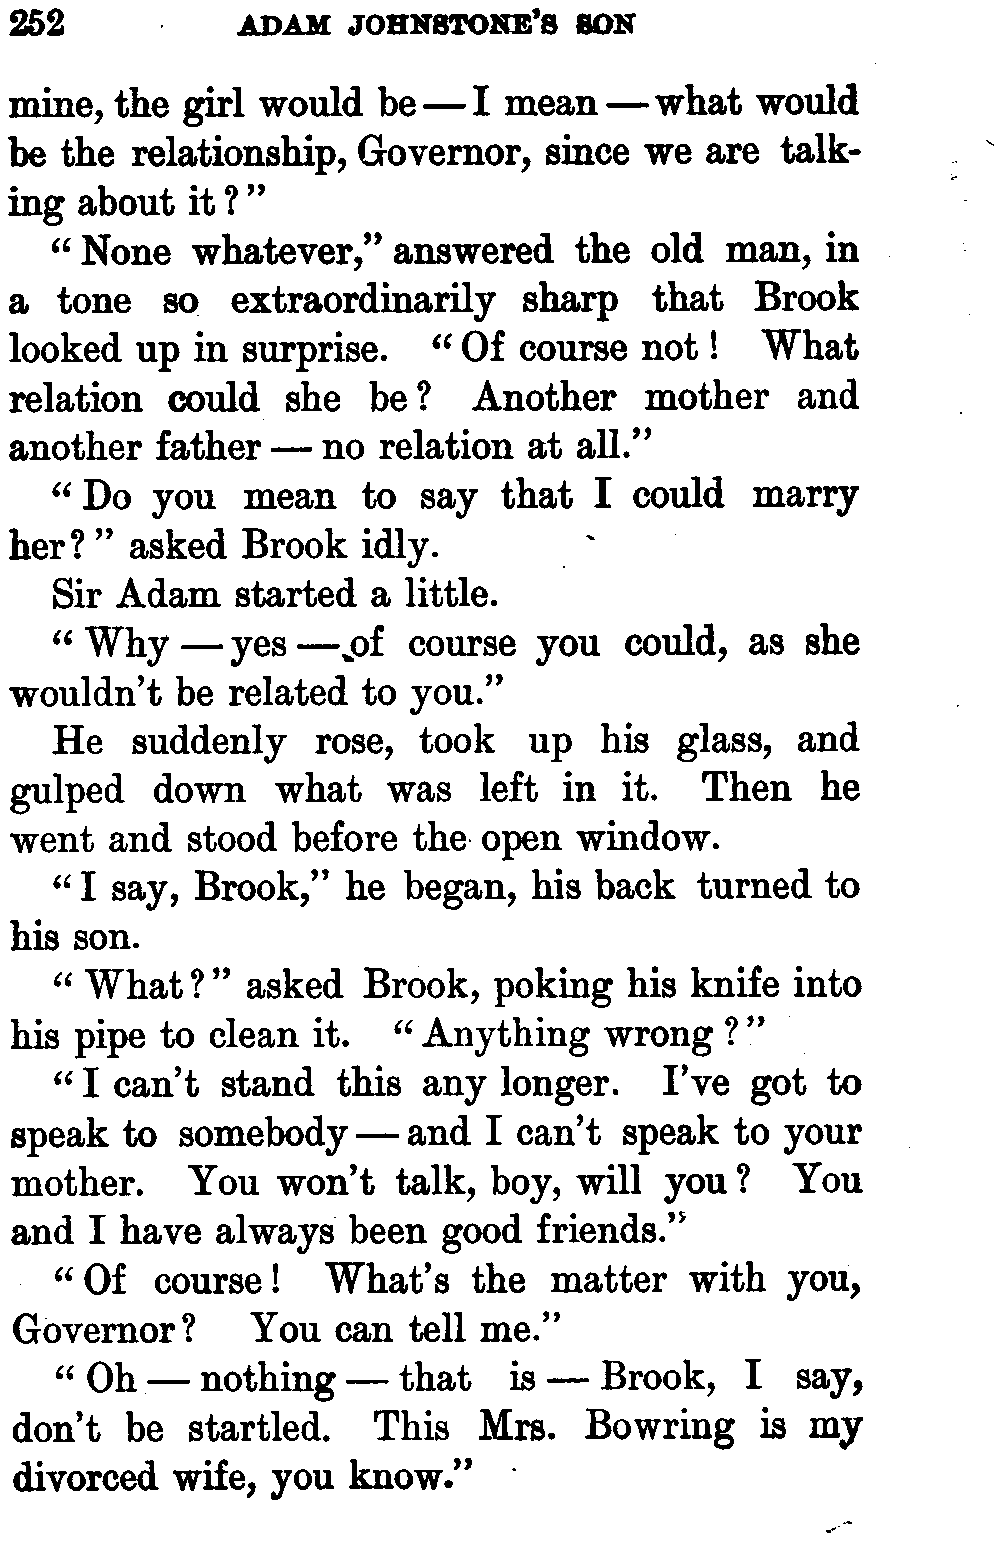 252 ADAM JOHNSTONE'S SON
mine, the girl would be — I mean — what would
be the relationship, Governor, since we are talk-
ing about it?"
"None whatever," answered the old man, in
a tone so extraordinarily sharp that Brook
looked up in surprise. "Of course not! What
relation could she be? Another mother and
another father — no relation at all."
"Do you mean to say that I could marry
her?" asked Brook idly.
Sir Adam started a little.
"Why — yes — of course you could, as she
wouldn't be related to you."
He suddenly rose, took up his glass, and
gulped down what was left in it. Then he
went and stood before the open window.
"I say, Brook," he began, his back turned to
his son.
"What?" asked Brook, poking his knife into
his pipe to clean it. "Anything wrong?"
"I can't stand this any longer. I've got to
speak to somebody — and I can't speak to your
mother. You won't talk, boy, will you? You
and I have always been good friends."
"Of course! What's the matter with you,
Governor? You can tell me."
"Oh — nothing — that is — Brook, I say,
don't be startled. This Mrs. Bowring is my
divorced wife, you know."